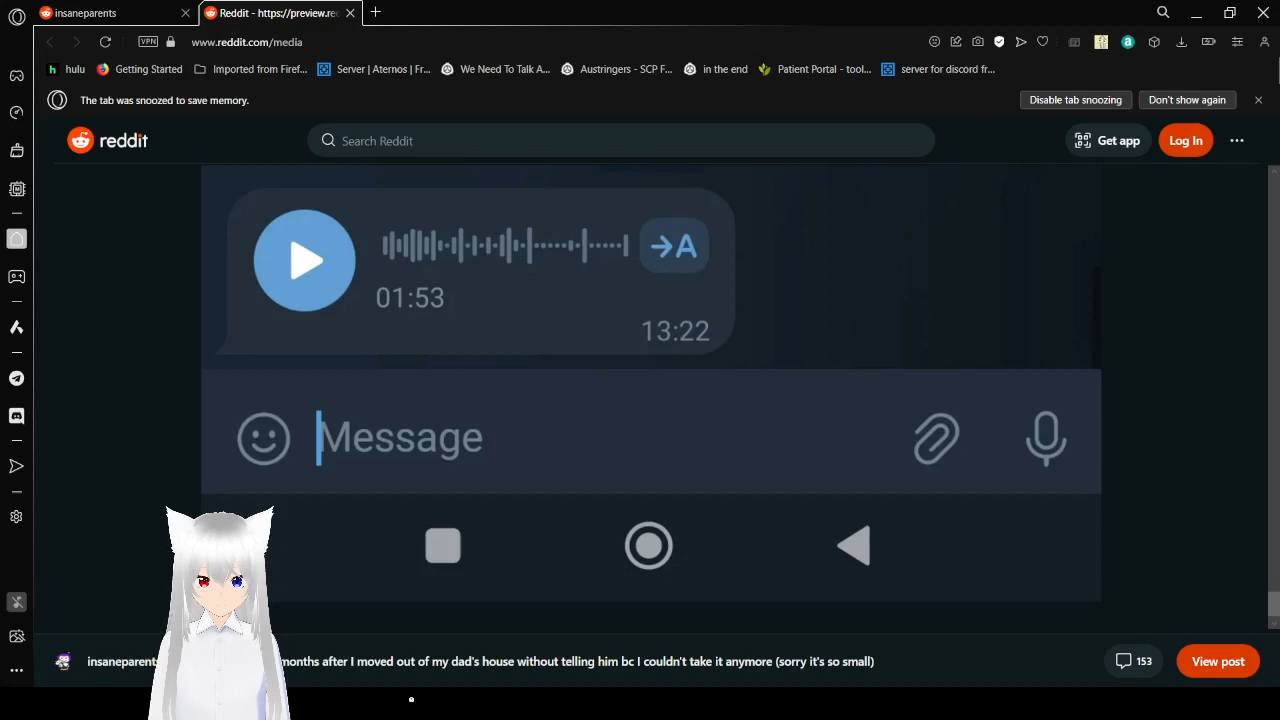 insaneparents
Reddit - https://preview.re
VPN
www.reddit.com/media
hulu
Getting Started
Imported from Firef...
Server | Aternos | Fr...
We Need To Talk A...
Austringers - SCP F...
in the end
Patient Portal - tool...
server for discord fr...
The tab was snoozed to save memory.
Disable tab snoozing
Don't show again
reddit
Search Reddit
Get app
Log In
A
01:53
13:22
Message
insaneparents months after I moved out of my dad's house without telling him bc I couldn't take it anymore (sorry it's so small)
153
View post